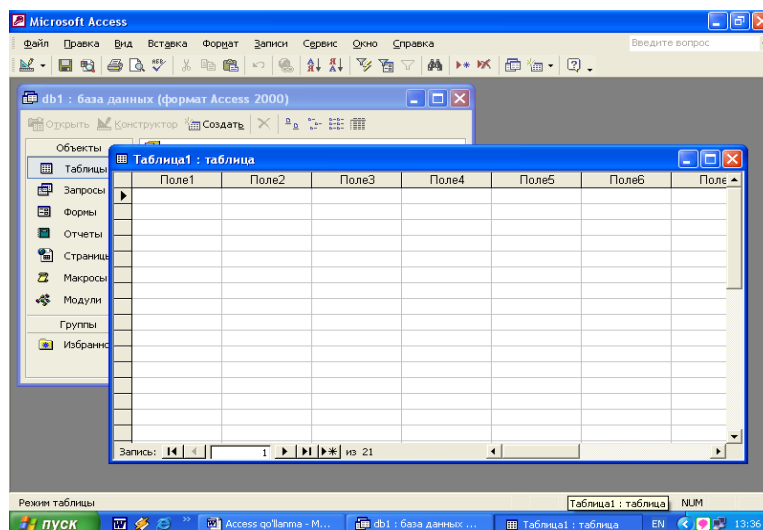 Microsoft Access
Файл Правка Вид Вставка Формат Записи Сервис Окно Справка Введите вопрос
db1 : база данных (формат Access 2000)
Открыть Конструктор Создать
Объекты
Таблицы
Запросы
Формы
Отчеты
Страницы
Макросы
Модули
Группы
Избранно
Таблица1 : таблица
Поле1 Поле2 Поле3 Поле4 Поле5 Поле6 Поле
Запись: 1 из 21
Режим таблицы Таблица1 : таблица NUM
пуск Access qo'llanma - M... db1 : база данных ... Таблица1 : таблица EN 13:36